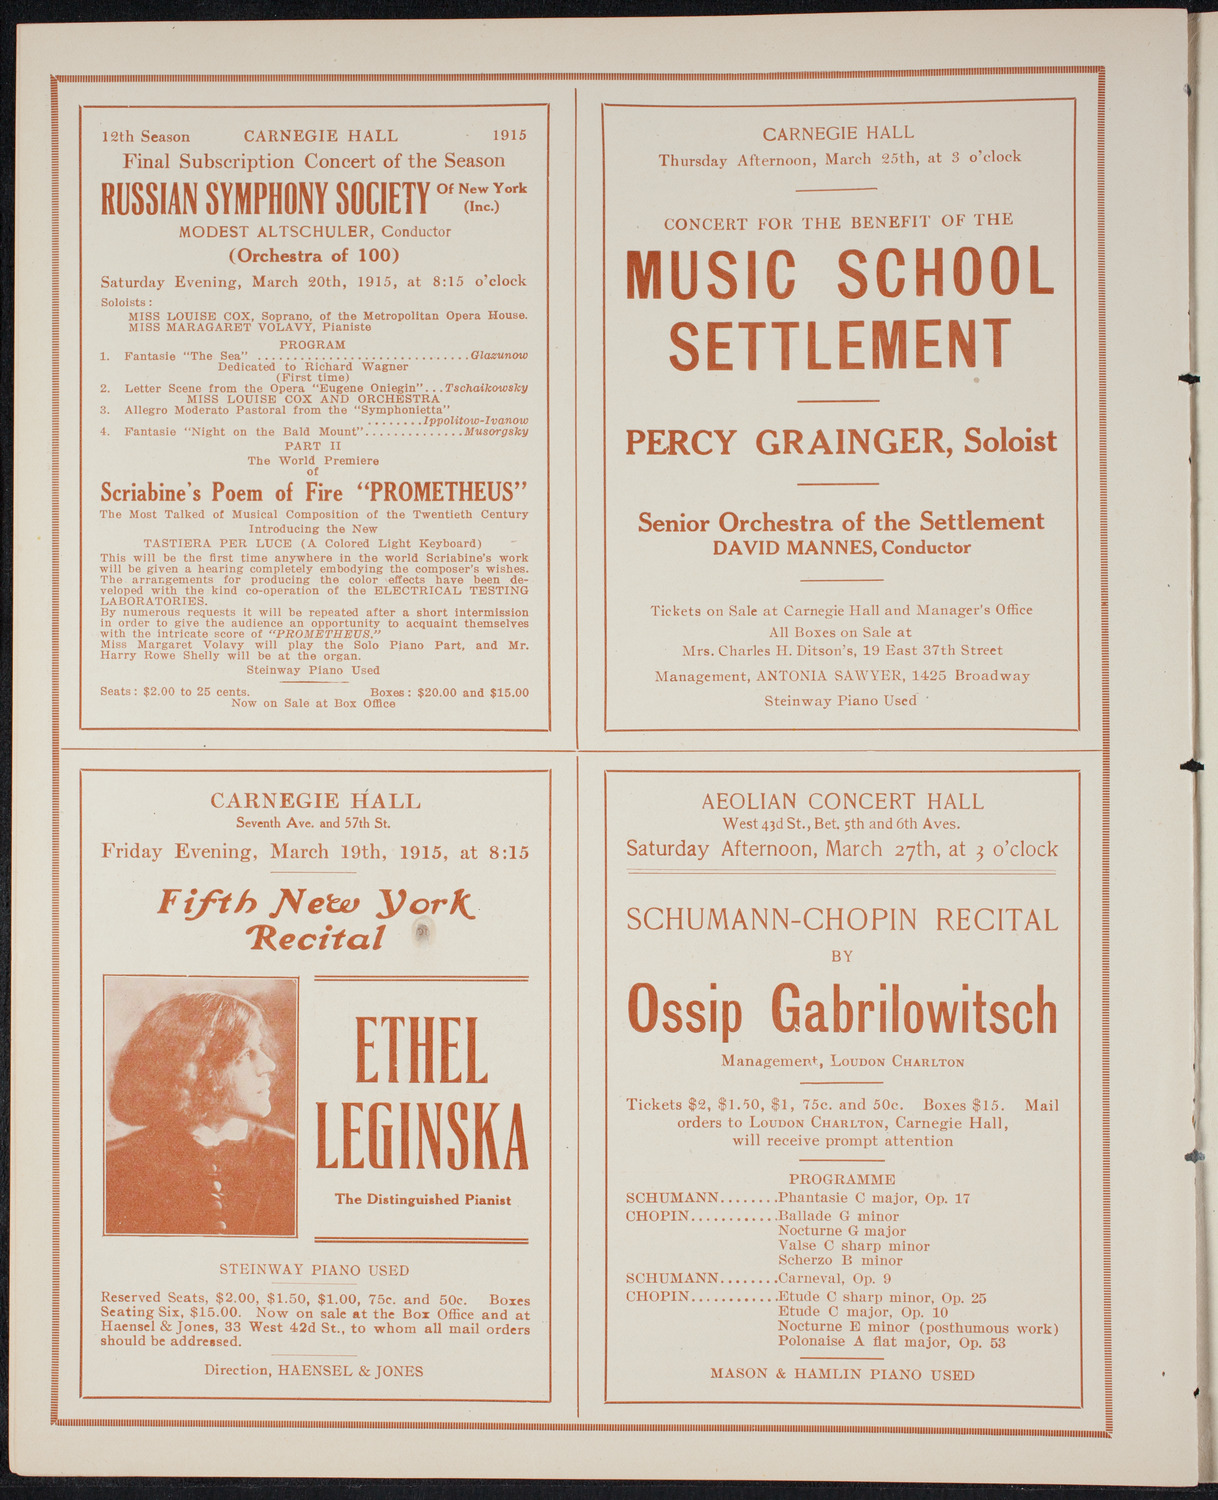 12th Season CARNEGIE HALL 1915
Final Subscription Concert of the Season
RUSSIAN SYMPHONY SOCIETY Of New York (Inc.)
MODEST ALTSCHULER, Conductor
(Orchestra of 100)
Saturday Evening, March 20th, 1915, at 8:15 o'clock
Soloists:
MISS LOUISE COX, Soprano, of the Metropolitan Opera House.
MISS MARAGARET VOLAVY, Pianiste
PROGRAM
1. Fantasie "The Sea" ..............................Glazunow
Dedicated to Richard Wagner
(First time)
2. Letter Scene from the Opera "Eugene Oniegin"...Tschaikowsky
MISS LOUISE COX AND ORCHESTRA
3. Allegro Moderato Pastoral from the "Symphonietta"
........Ippolitow-Ivanow
4. Fantasie "Night on the Bald Mount"..............Musorgsky
PART II
The World Premiere
of
Scriabine's Poem of Fire "PROMETHEUS"
The Most Talked of Musical Composition of the Twentieth Century
Introducing the New
TASTIERA PER LUCE (A Colored Light Keyboard)
This will be the first time anywhere in the world Scriabine's work
will be given a hearing completely embodying the composer's wishes.
The arrangements for producing the color effects have been de-
veloped with the kind co-operation of the ELECTRICAL TESTING
LABORATORIES.
By numerous requests it will be repeated after a short intermission
in order to give the audience an opportunity to acquaint themselves
with the intricate score of "PROMETHEUS."
Miss Margaret Volavy will play the Solo Piano Part, and Mr.
Harry Rowe Shelly will be at the organ.
Steinway Piano Used
Seats: $2.00 to 25 cents. Boxes: $20.00 and $15.00
Now on Sale at Box Office
CARNEGIE HALL
Thursday Afternoon, March 25th, at 3 o'clock
CONCERT FOR THE BENEFIT OF THE
MUSIC SCHOOL
SETTLEMENT
PERCY GRAINGER, Soloist
Senior Orchestra of the Settlement
DAVID MANNES, Conductor
Tickets on Sale at Carnegie Hall and Manager's Office
All Boxes on Sale at
Mrs. Charles H. Ditson's, 19 East 37th Street
Management, ANTONIA SAWYER, 1425 Broadway
Steinway Piano Used
CARNEGIE HALL
Seventh Ave. and 57th St.
Friday Evening, March 19th, 1915, at 8:15
Fifth New York
Recital
ETHEL
LEGINSKA
The Distinguished Pianist
STEINWAY PIANO USED
Reserved Seats, $2.00, $1.50, $1.00, 75c. and 50c. Boxes
Seating Six, $15.00. Now on sale at the Box Office and at
Haensel & Jones, 33 West 42d St., to whom all mail orders
should be addressed.
Direction, HAENSEL & JONES
AEOLIAN CONCERT HALL
West 43d St., Bet. 5th and 6th Aves.
Saturday Afternoon, March 27th, at 3 o'clock
SCHUMANN-CHOPIN RECITAL
BY
Ossip Gabrilowitsch
Management, LOUDON CHARLTON
Tickets $2, $1.50, $1, 75c. and 50c. Boxes $15. Mail
orders to LOUDON CHARLTON, Carnegie Hall,
will receive prompt attention
PROGRAMME
SCHUMANN........Phantasie C major, Op. 17
CHOPIN............Ballade G minor
Nocturne G major
Valse C sharp minor
Scherzo B minor
SCHUMANN........Carneval, Op. 9
CHOPIN............Etude C sharp minor, Op. 25
Etude C major, Op. 10
Nocturne E minor (posthumous work)
Polonaise A flat major, Op. 53
MASON & HAMLIN PIANO USED